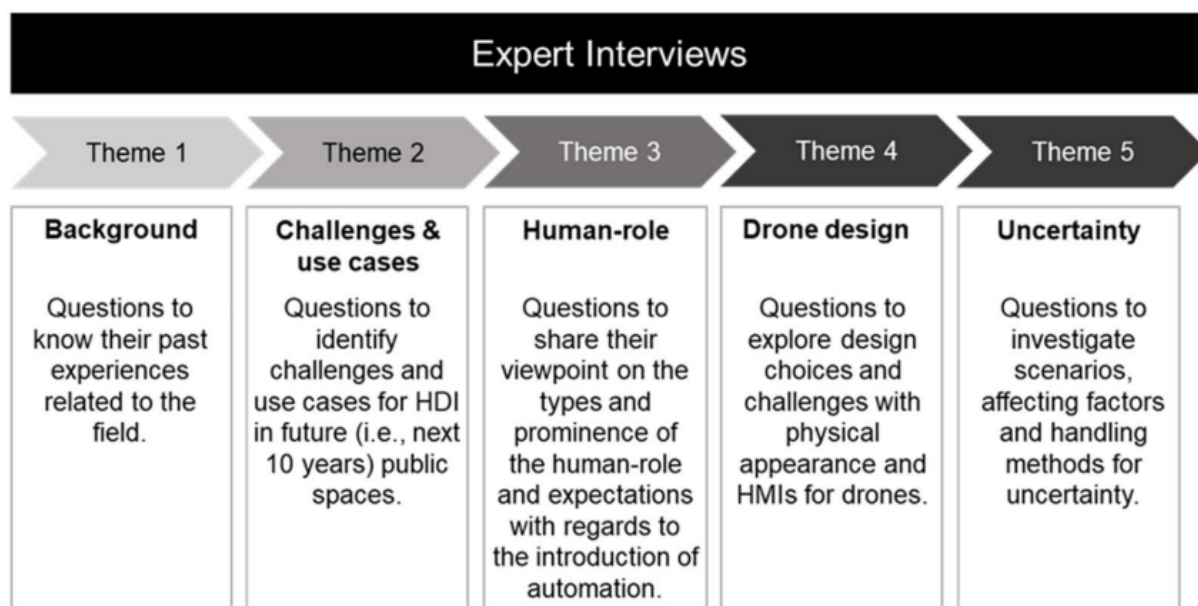 Expert Interviews
Theme 1
Theme 2
Theme 3
Theme 4
Theme 5
Background
Questions to
know their past
experiences
related to the
field.
Challenges &
use cases
Questions to
identify
challenges and
use cases for HDI
in future (i.e., next
10 years) public
spaces.
Human-role
Questions to
share their
viewpoint on the
types and
prominence of
the human-role
and expectations
with regards to
the introduction of
automation.
Drone design
Questions to
explore design
choices and
challenges with
physical
appearance and
HMIs for drones.
Uncertainty
Questions to
investigate
scenarios,
affecting factors
and handling
methods for
uncertainty.